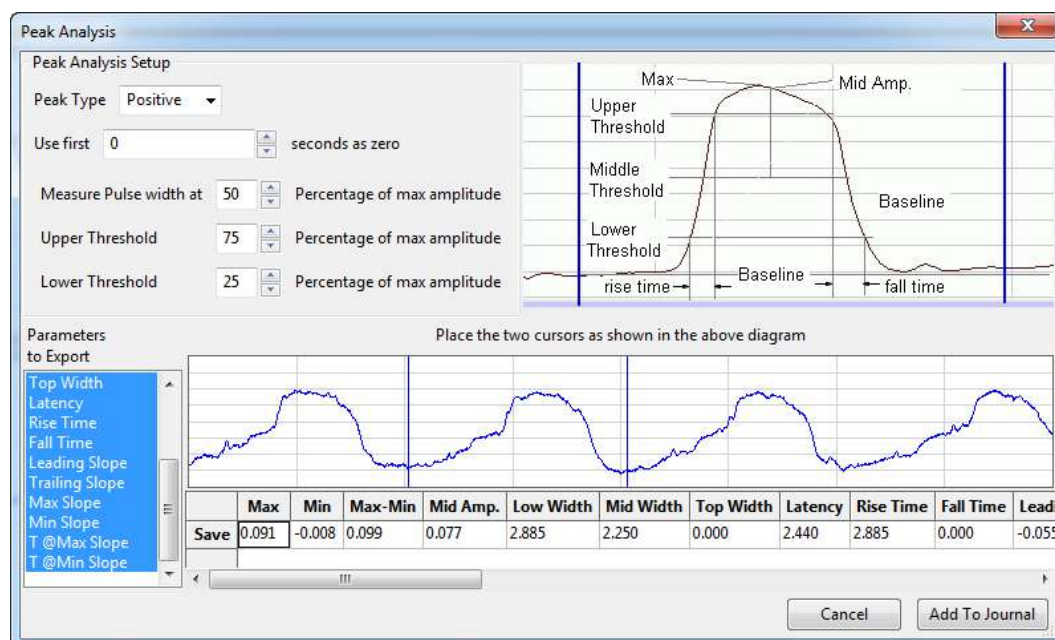 Peak Analysis
Peak Analysis Setup
Peak Type Positive
Use first 0 seconds as zero
Measure Pulse width at 50 Percentage of max amplitude
Upper Threshold 75 Percentage of max amplitude
Lower Threshold 25 Percentage of max amplitude
Max
Mid Amp.
Upper
Threshold
Middle
Threshold
Baseline
Lower
Threshold
Baseline
rise time
fall time
Parameters
to Export
Place the two cursors as shown in the above diagram
Top Width
Latency
Rise Time
Fall Time
Leading Slope
Trailing Slope
Max Slope
Min Slope
T @Max Slope
T @Min Slope
Max Min Max-Min Mid Amp. Low Width Mid Width Top Width Latency Rise Time Fall Time Leadi
Save 0.091 -0.008 0.099 0.077 2.885 2.250 0.000 2.440 2.885 0.000 -0.055
Cancel
Add To Journal